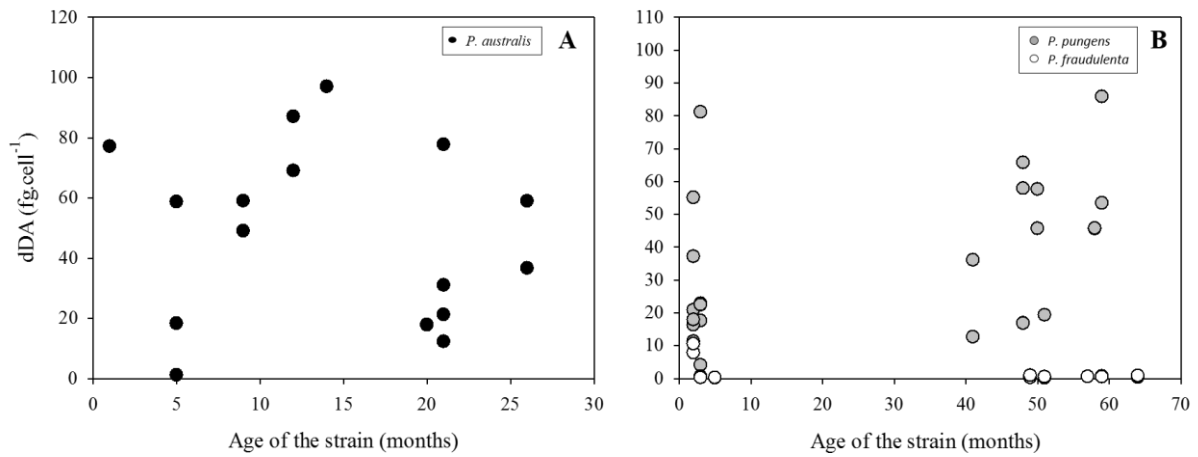 P. australis
A
120
100
80
60
40
20
0
dDA (fg.cell-1)
0 5 10 15 20 25 30
Age of the strain (months)
P. pungens
P. fraudulenta
B
110
100
90
80
70
60
50
40
30
20
10
0
0 10 20 30 40 50 60 70
Age of the strain (months)